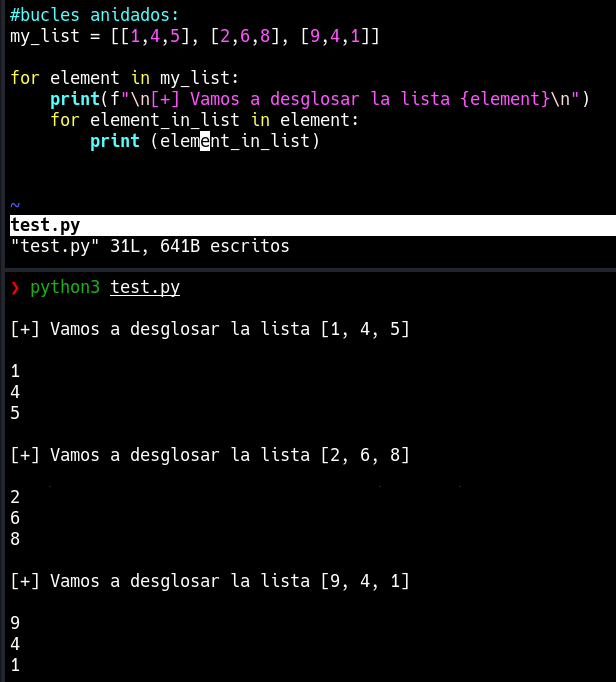 #bucles anidados:
my_list = [[1,4,5], [2,6,8], [9,4,1]]
for element in my_list:
print(f"\n[+] Vamos a desglosar la lista {element}\n")
for element_in_list in element:
print (element_in_list)
~
test.py
"test.py" 31L, 641B escritos
❯ python3 test.py
[+] Vamos a desglosar la lista [1, 4, 5]
1
4
5
[+] Vamos a desglosar la lista [2, 6, 8]
2
6
8
[+] Vamos a desglosar la lista [9, 4, 1]
9
4
1